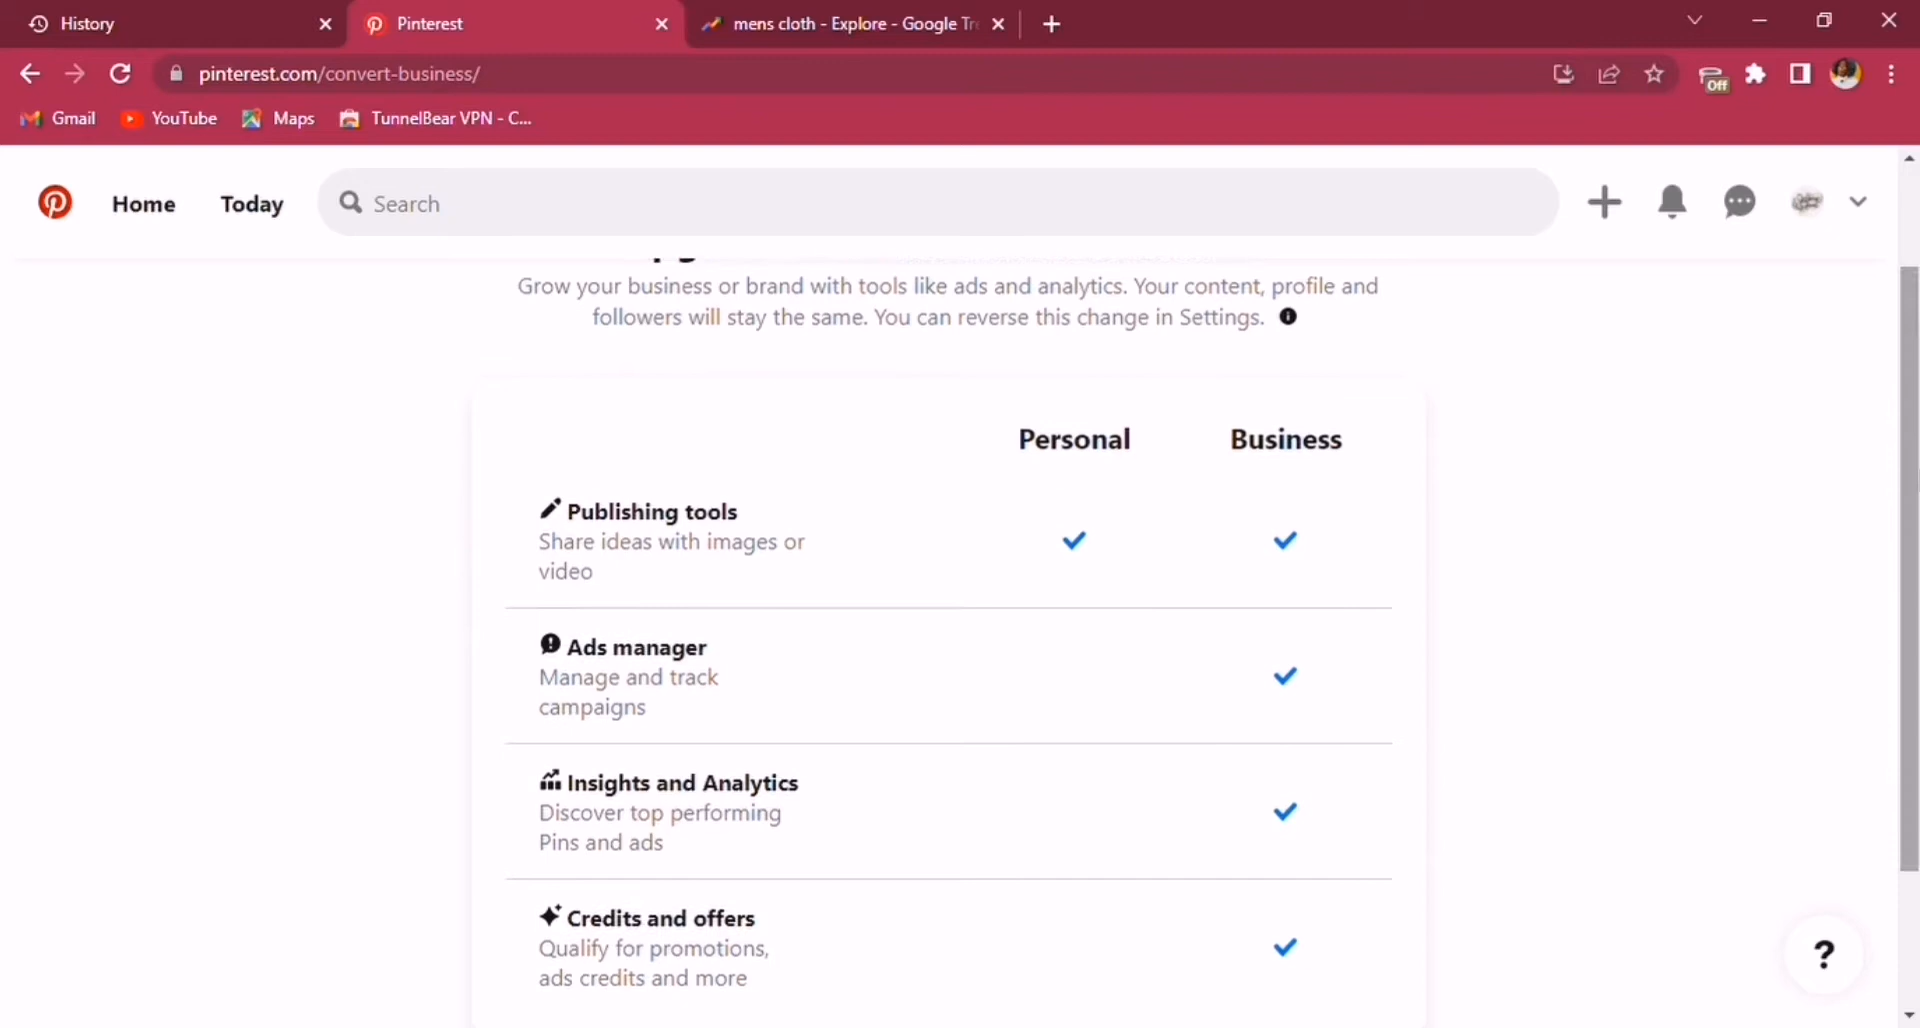 History
Pinterest
mens cloth - Explore - Google Tre
pinterest.com/convert-business/
Off
Gmail
YouTube
Maps
TunnelBear VPN - C...
Home
Today
Search
Grow your business or brand with tools like ads and analytics. Your content, profile and
followers will stay the same. You can reverse this change in Settings.
Personal
Business
Publishing tools
Share ideas with images or
video
Ads manager
Manage and track
campaigns
Insights and Analytics
Discover top performing
Pins and ads
Credits and offers
Qualify for promotions,
ads credits and more
?